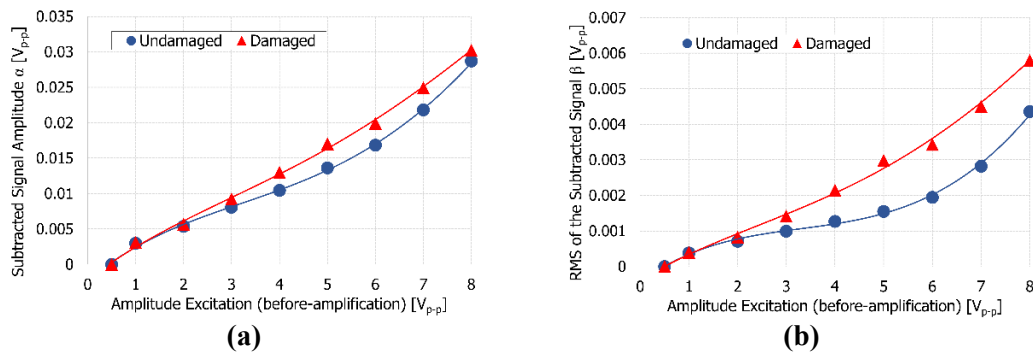 Undamaged Damaged
Subtracted Signal Amplitude α [Vp-p]
0.035
0.03
0.025
0.02
0.015
0.01
0.005
0
0 1 2 3 4 5 6 7 8
Amplitude Excitation (before-amplification) [Vp-p]
(a)
Undamaged Damaged
RMS of the Subtracted Signal β [Vp-p]
0.007
0.006
0.005
0.004
0.003
0.002
0.001
0
0 1 2 3 4 5 6 7 8
Amplitude Excitation (before-amplification) [Vp-p]
(b)